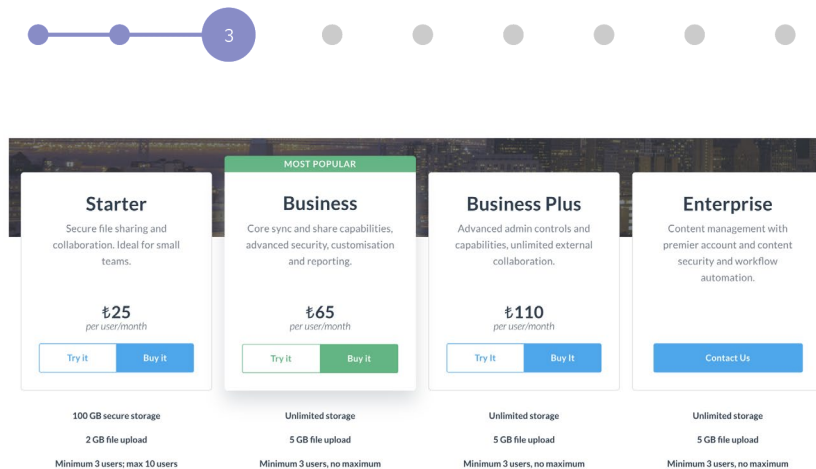 3
MOST POPULAR
Starter
Secure file sharing and
collaboration. Ideal for small
teams.
₺25
per user/month
Try it
Buy it
100 GB secure storage
2 GB file upload
Minimum 3 users; max 10 users
Business
Core sync and share capabilities,
advanced security, customisation
and reporting.
₺65
per user/month
Try it
Buy it
Unlimited storage
5 GB file upload
Minimum 3 users, no maximum
Business Plus
Advanced admin controls and
capabilities, unlimited external
collaboration.
₺110
per user/month
Try It
Buy It
Unlimited storage
5 GB file upload
Minimum 3 users, no maximum
Enterprise
Content management with
premier account and content
security and workflow
automation.
Contact Us
Unlimited storage
5 GB file upload
Minimum 3 users, no maximum